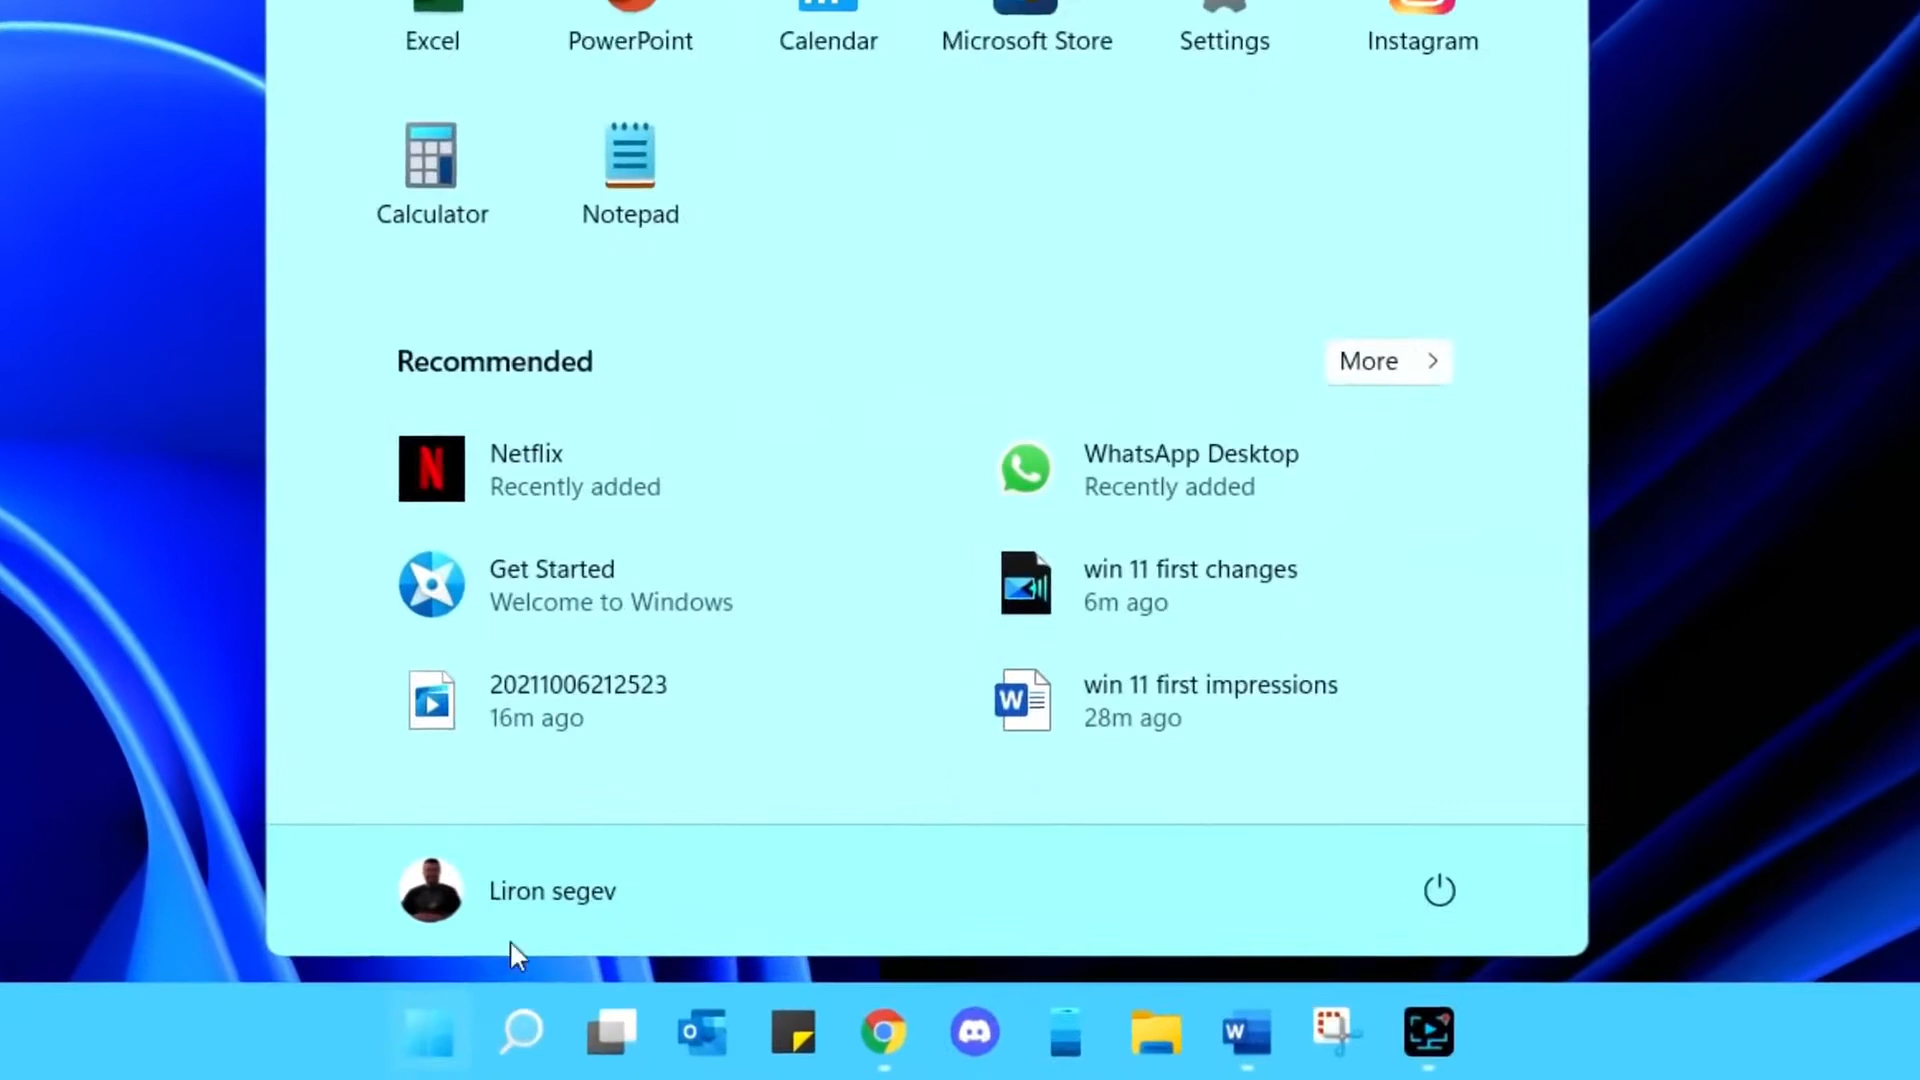 Excel PowerPoint Calendar Microsoft Store Settings Instagram
Calculator Notepad
Recommended More
Netflix
Recently added
WhatsApp Desktop
Recently added
Get Started
Welcome to Windows
win 11 first changes
6m ago
20211006212523
16m ago
win 11 first impressions
28m ago
Liron segev